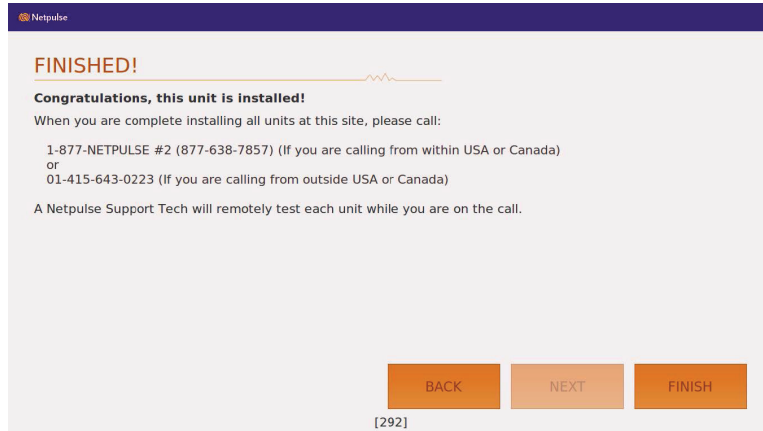 Netpulse
FINISHED!
Congratulations, this unit is installed!
When you are complete installing all units at this site, please call:
1-877-NETPULSE #2 (877-638-7857) (If you are calling from within USA or Canada)
or
01-415-643-0223 (If you are calling from outside USA or Canada)
A Netpulse Support Tech will remotely test each unit while you are on the call.
BACK
NEXT
FINISH
[292]